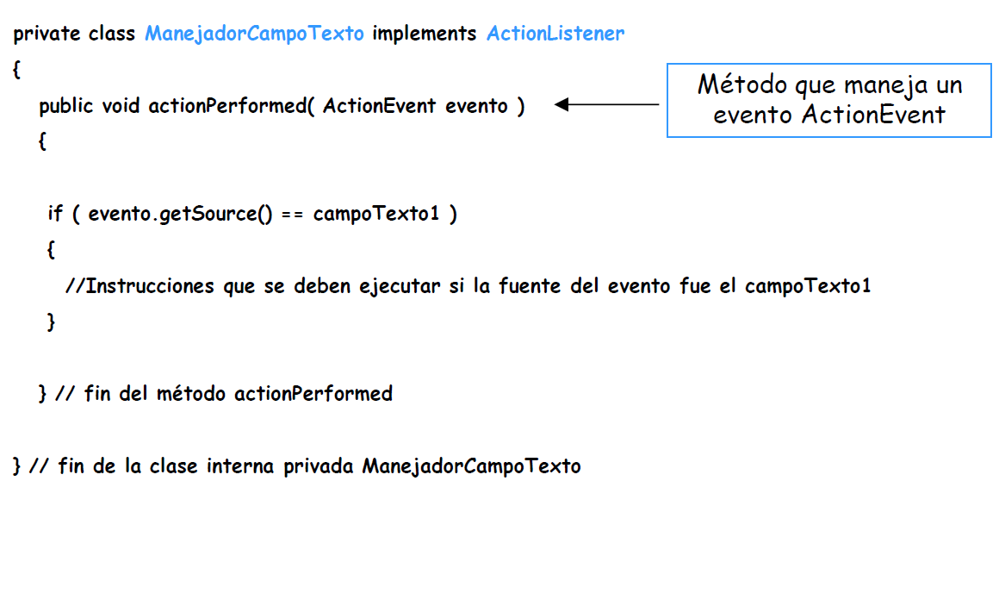 private class ManejadorCampoTexto implements ActionListener
{
public void actionPerformed( ActionEvent evento )
Método que maneja un
evento ActionEvent
{
if ( evento.getSource() == campoTexto1 )
{
//Instrucciones que se deben ejecutar si la fuente del evento fue el campoTexto1
}
} // fin del método actionPerformed
} // fin de la clase interna privada ManejadorCampoTexto